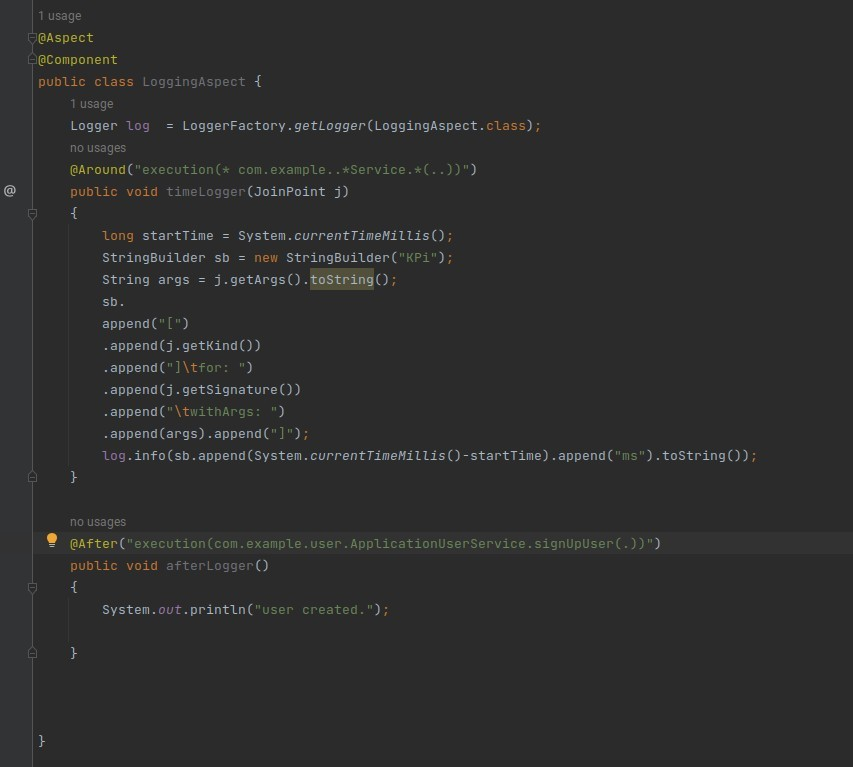 1 usage
@Aspect
@Component
public class LoggingAspect {
1 usage
Logger log  = LoggerFactory.getLogger(LoggingAspect.class);
no usages
@Around("execution(* com.example..*Service.*(..))")
@
public void timeLogger(JoinPoint j)
{
long startTime = System.currentTimeMillis();
StringBuilder sb = new StringBuilder("KPi");
String args = j.getArgs().toString();
sb.
append("[")
.append(j.getKind())
.append("]\tfor: ")
.append(j.getSignature())
.append("\twithArgs: ")
.append(args).append("]");
log.info(sb.append(System.currentTimeMillis()-startTime).append("ms").toString());
}
no usages
@After("execution(com.example.user.ApplicationUserService.signUpUser(.))")
public void afterLogger()
{
System.out.println("user created.");
}
}